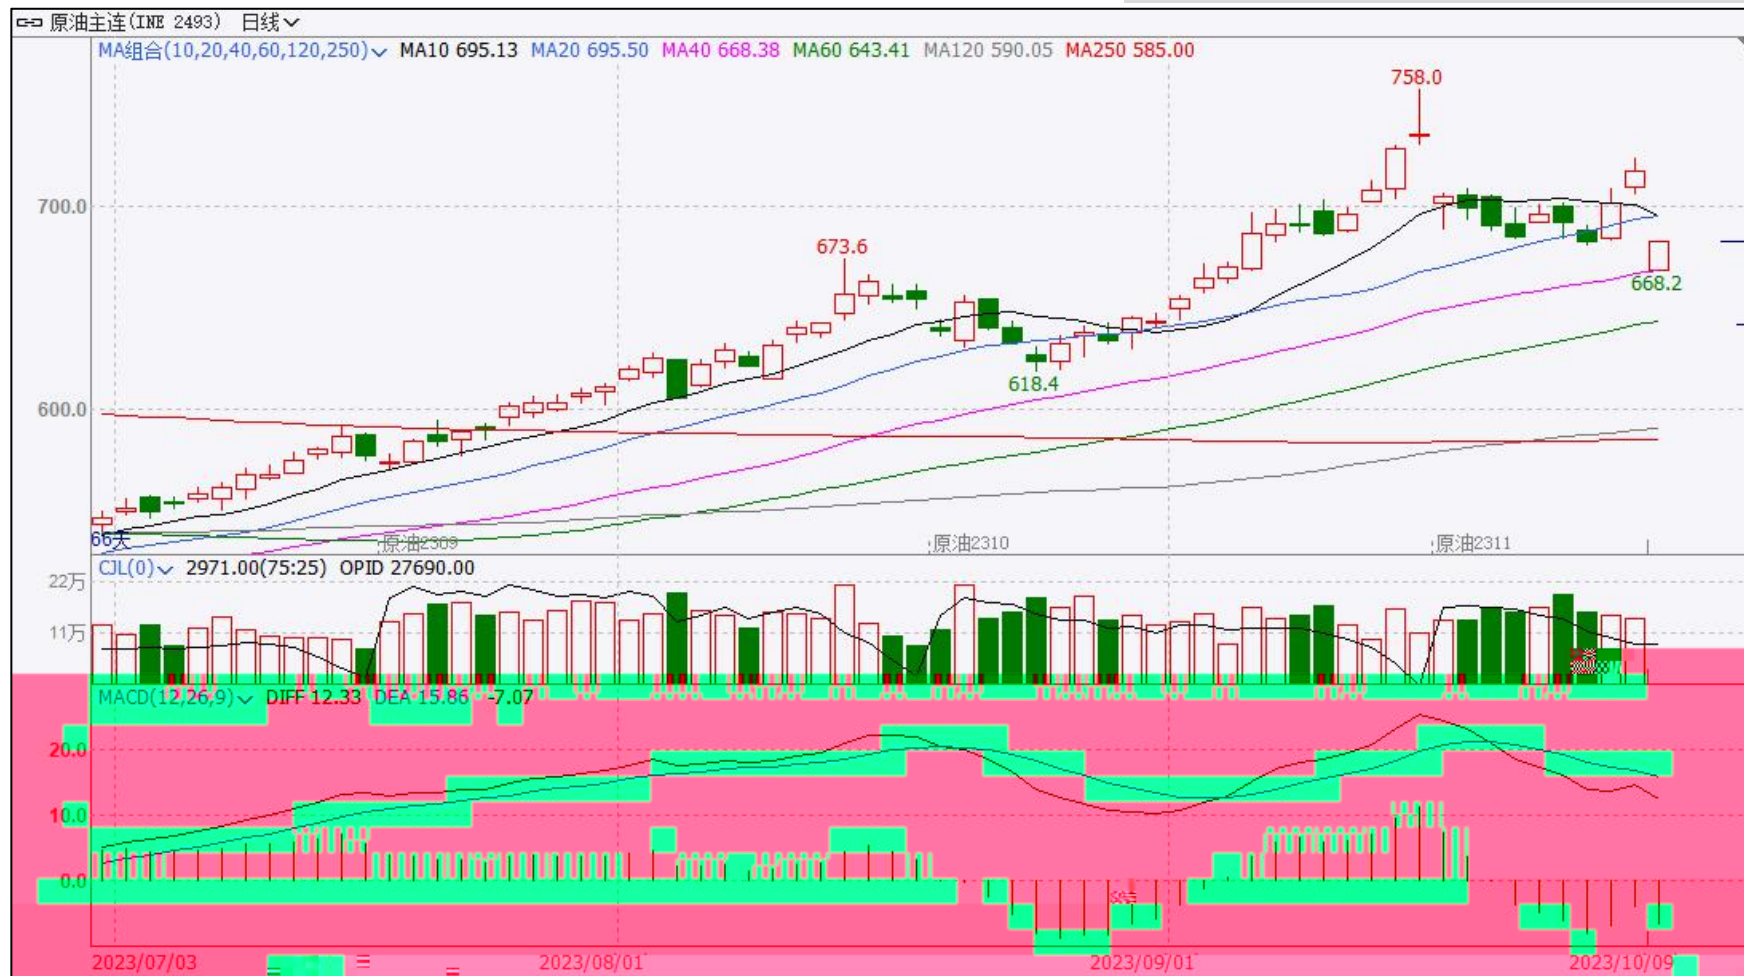 原油主连(INE 2493) 日线
MA组合(10,20,40,60,120,250) MA10 695.13 MA20 695.50 MA40 668.38 MA60 643.41 MA120 590.05 MA250 585.00
758.0
700.0
673.6
668.2
618.4
600.0
66天
原油2309 原油2310 原油2311
CJL(0) 2971.00(75:25) OPID 27690.00
22万
11万
MACD(12,26,9) DIFF 12.33 DEA 15.86 -7.07
20.0
10.0
0.0
2023/07/03 2023/08/01 2023/09/01 2023/10/09